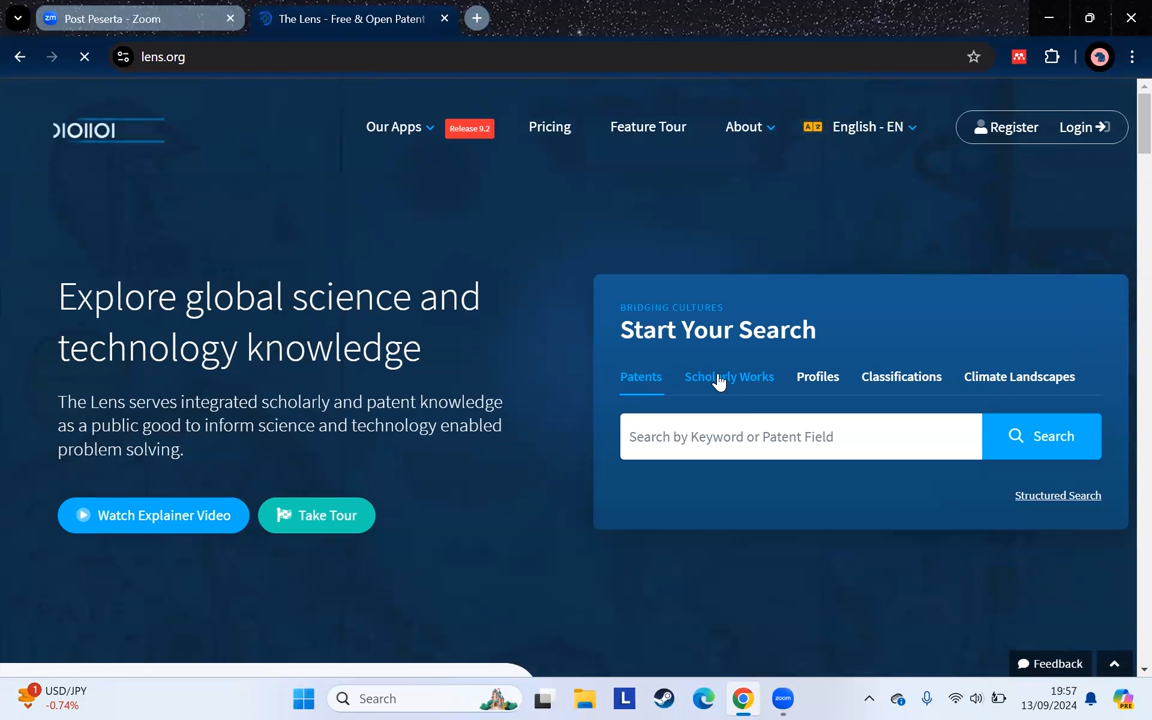 zm Post Peserta - Zoom
The Lens - Free & Open Patent
lens.org
Our Apps
Release 9.2
Pricing
Feature Tour
About
English - EN
Register
Login
Explore global science and
technology knowledge
The Lens serves integrated scholarly and patent knowledge
as a public good to inform science and technology enabled
problem solving.
Watch Explainer Video
Take Tour
BRIDGING CULTURES
Start Your Search
Patents
Scholarly Works
Profiles
Classifications
Climate Landscapes
Search by Keyword or Patent Field
Search
Structured Search
Feedback
1
USD/JPY
-0.74%
Search
L
zoom
19:57
13/09/2024
PRE